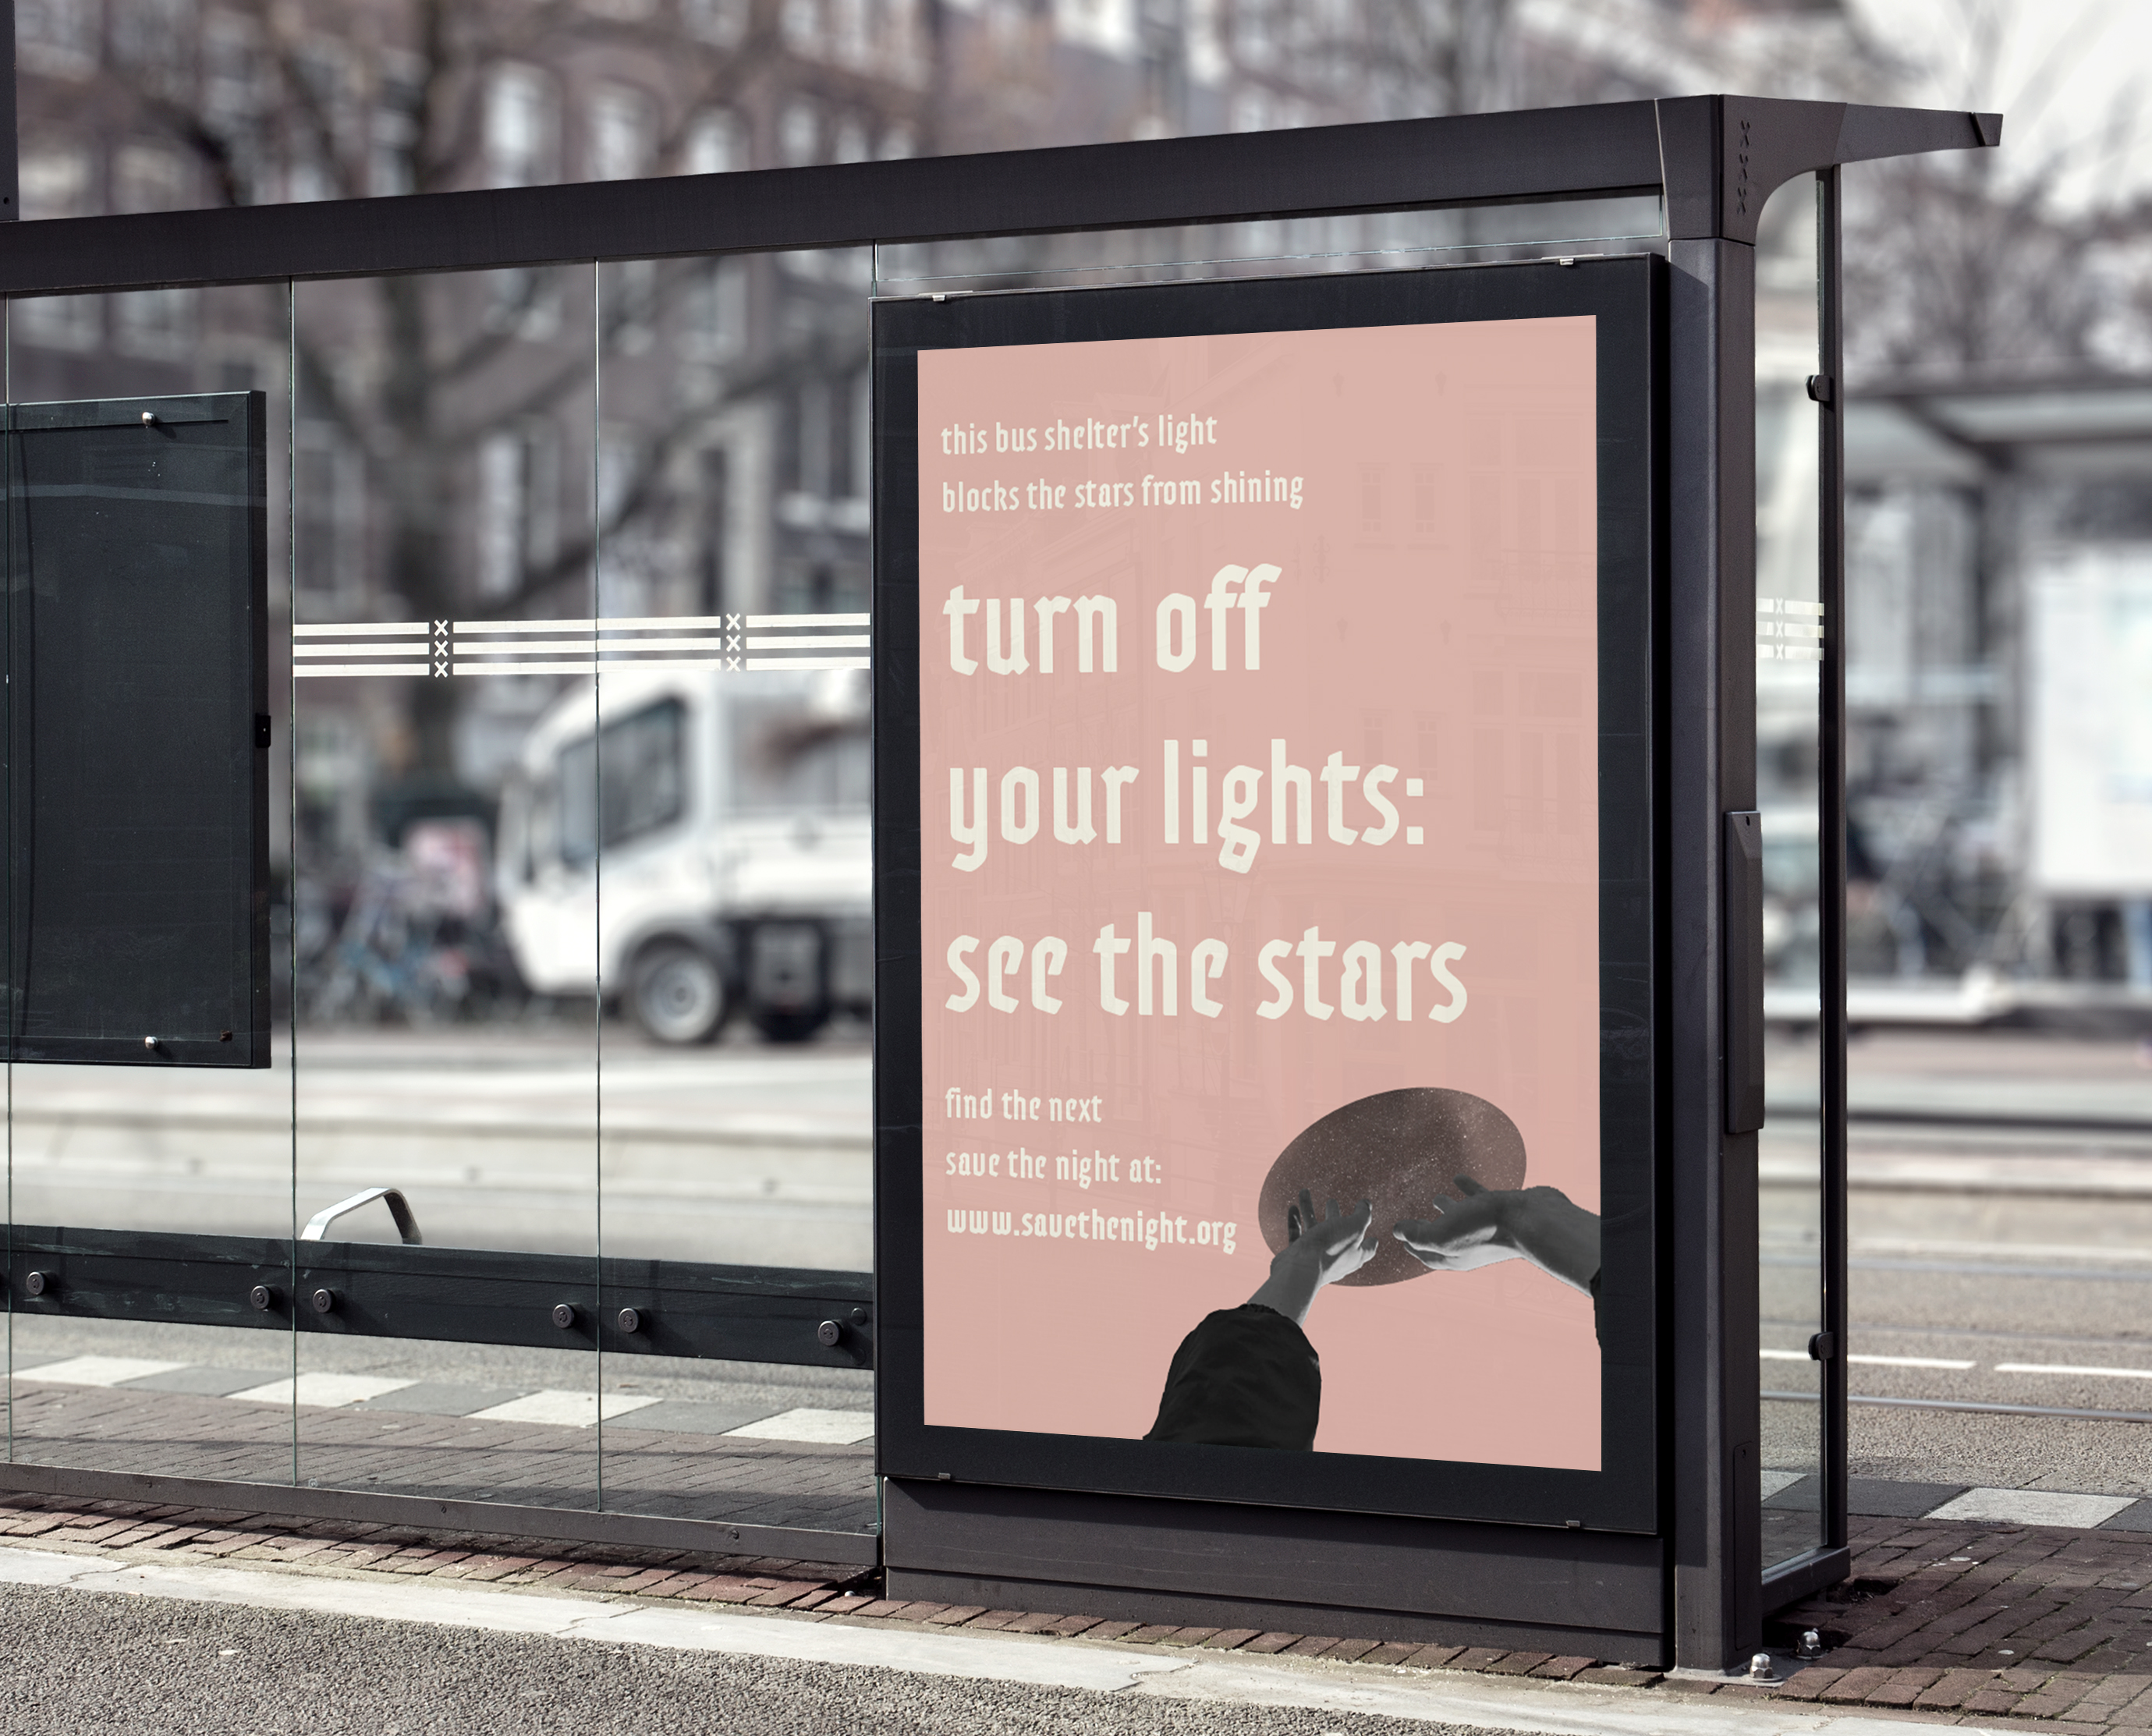 this bus shelter's light
blocks the stars from shining
turn off
your lights:
see the stars
find the next
save the night at:
www.savethenight.org